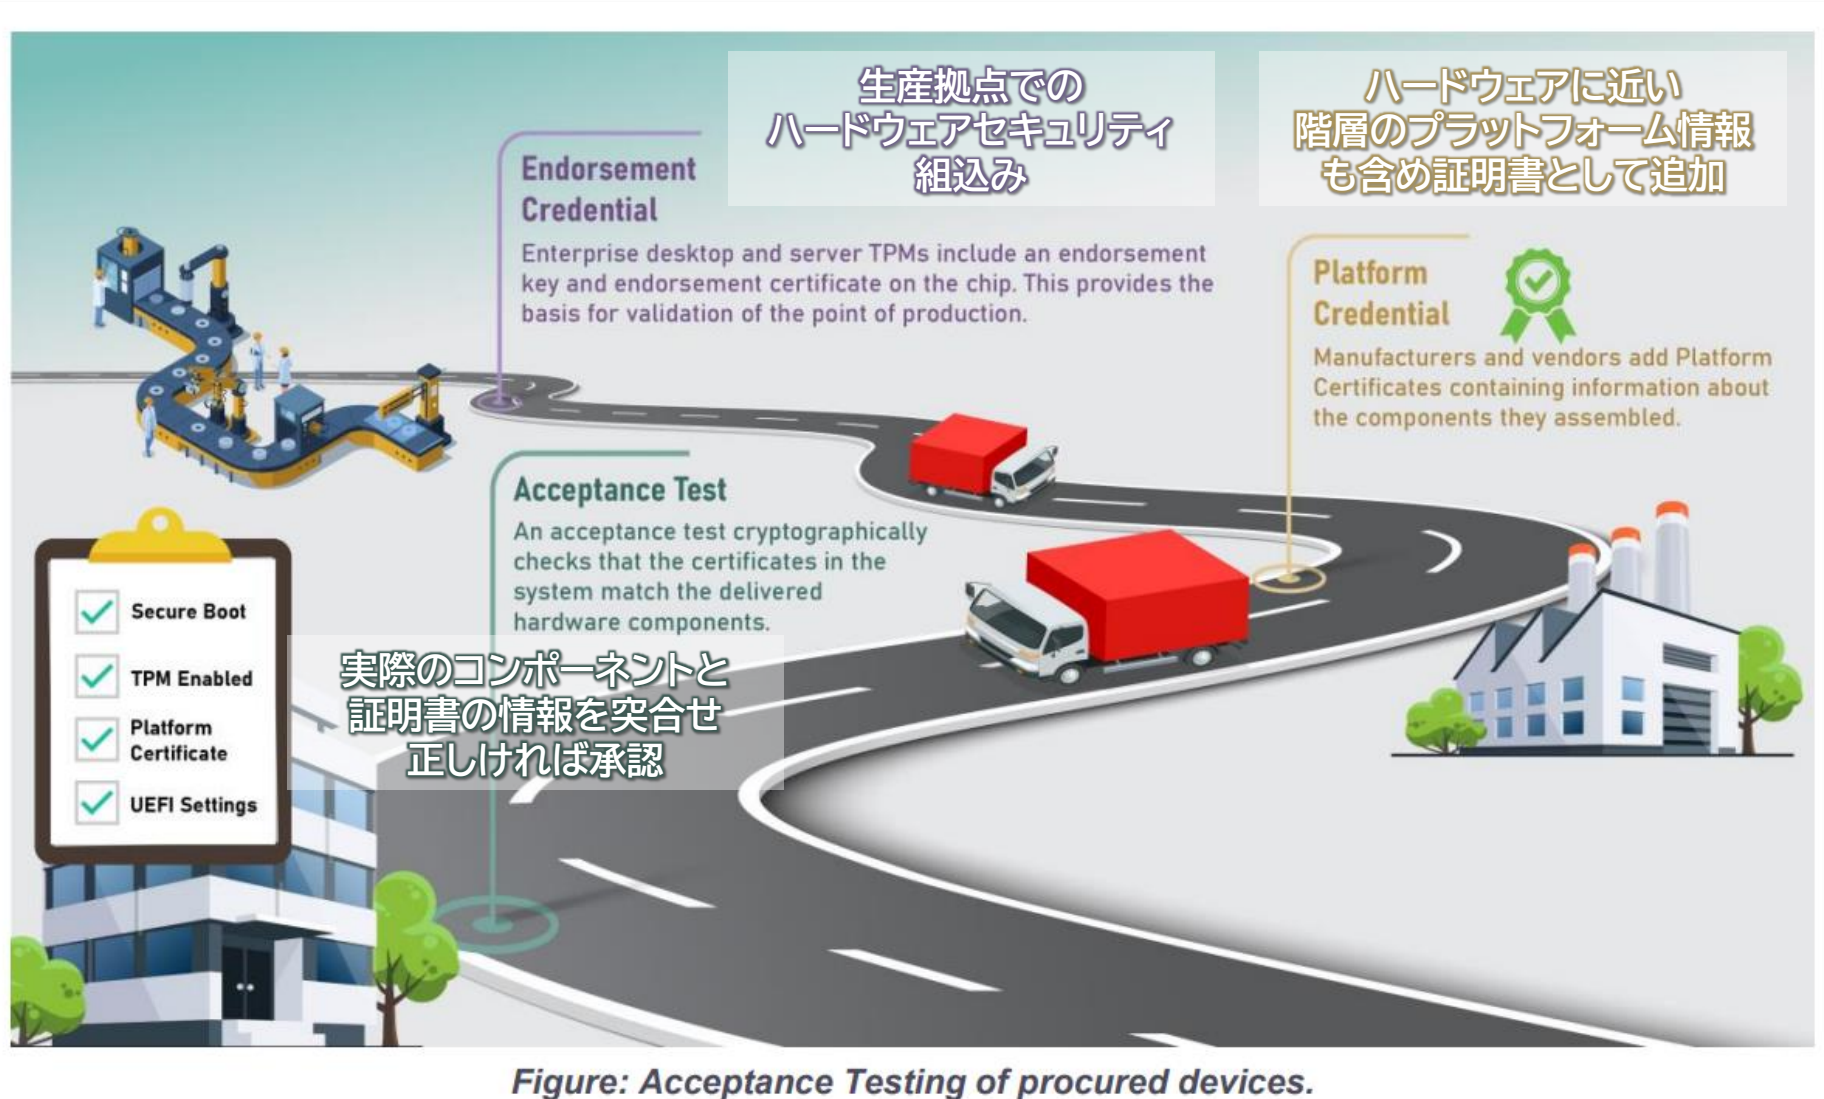 生産拠点での
ハードウェアセキュリティ
組込み
ハードウェアに近い
階層のプラットフォーム情報
も含め証明書として追加
Endorsement
Credential
Enterprise desktop and server TPMs include an endorsement
key and endorsement certificate on the chip. This provides the
basis for validation of the point of production.
Platform
Credential
Manufacturers and vendors add Platform
Certificates containing information about
the components they assembled.
Acceptance Test
An acceptance test cryptographically
checks that the certificates in the
system match the delivered
hardware components.
実際のコンポーネントと
証明書の情報を突合せ
正しければ承認
Secure Boot
TPM Enabled
Platform
Certificate
UEFI Settings
Figure: Acceptance Testing of procured devices.